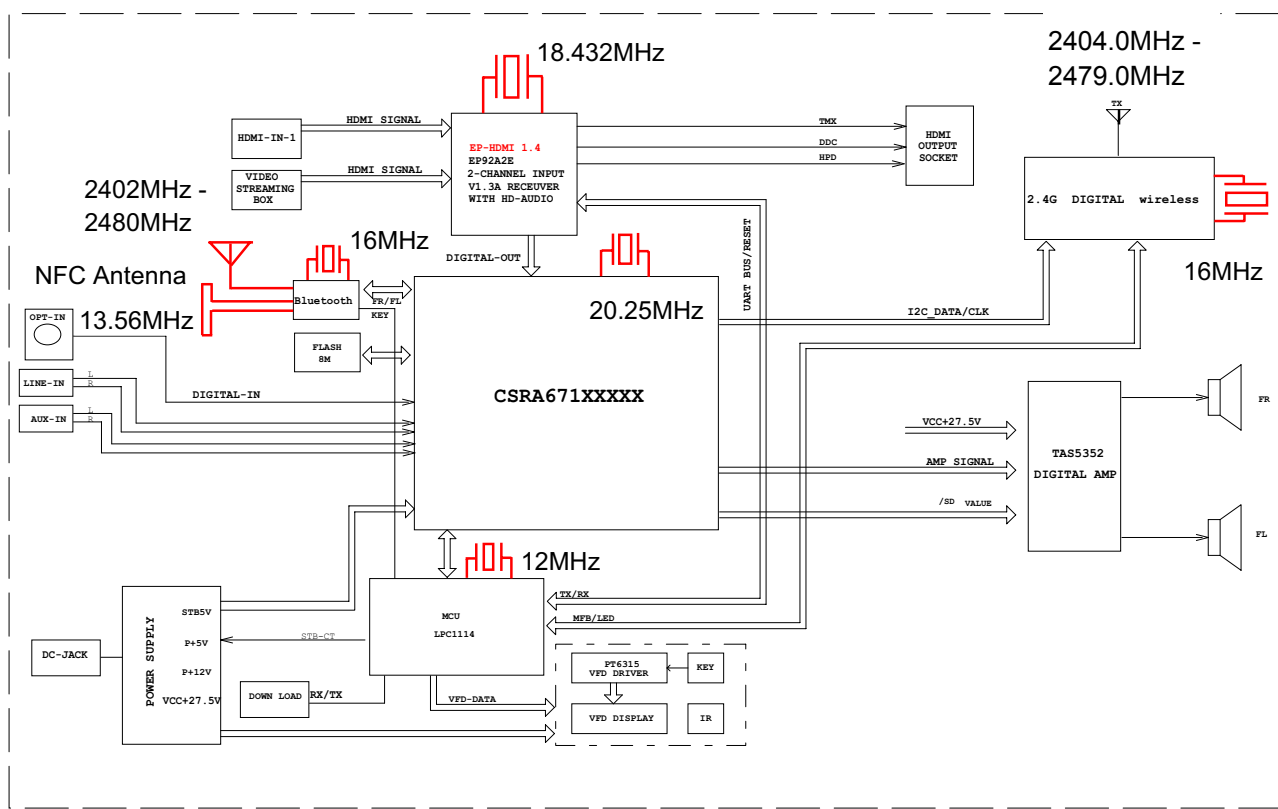 18.432MHz
2404.0MHz -
2479.0MHz
TX
HDMI SIGNAL
HDMI-IN-1
EP-HDMI 1.4
EP92A2E
2-CHANNEL INPUT
V1.3A RECEUVER
WITH HD-AUDIO
TMX
DDC
HPD
HDMI
OUTPUT
SOCKET
HDMI SIGNAL
VIDEO
STREAMING
BOX
2402MHz -
2480MHz
2.4G DIGITAL wireless
16MHz
16MHz
DIGITAL-OUT
UART BUS/RESET
NFC Antenna
13.56MHz
Bluetooth
FR/FL
KEY
20.25MHz
I2C_DATA/CLK
OPT-IN
FLASH
8M
LINE-IN
L
R
DIGITAL-IN
CSRA671XXXXX
AUX-IN
L
R
VCC+27.5V
AMP SIGNAL
/SD VALUE
TAS5352
DIGITAL AMP
FR
FL
12MHz
MCU
LPC1114
TX/RX
MFB/LED
POWER SUPPLY
STB5V
P+5V
P+12V
VCC+27.5V
STB-CT
DC-JACK
DOWN LOAD
RX/TX
VFD-DATA
PT6315
VFD DRIVER
KEY
VFD DISPLAY
IR